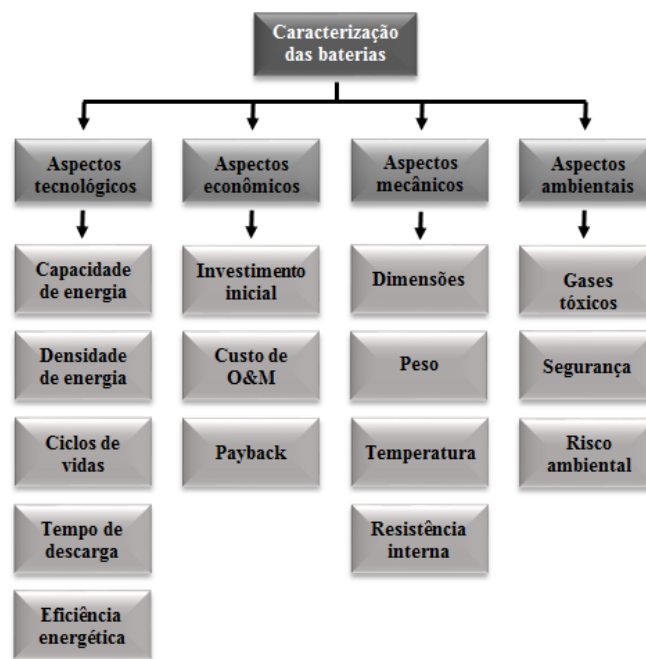 Caracterização
das baterias
Aspectos
tecnológicos
Aspectos
econômicos
Aspectos
mecânicos
Aspectos
ambientais
Capacidade
de energia
Investimento
inicial
Dimensões
Gases
tóxicos
Densidade
de energia
Custo de
O&M
Peso
Segurança
Ciclos de
vidas
Payback
Temperatura
Risco
ambiental
Tempo de
descarga
Resistência
interna
Eficiência
energética